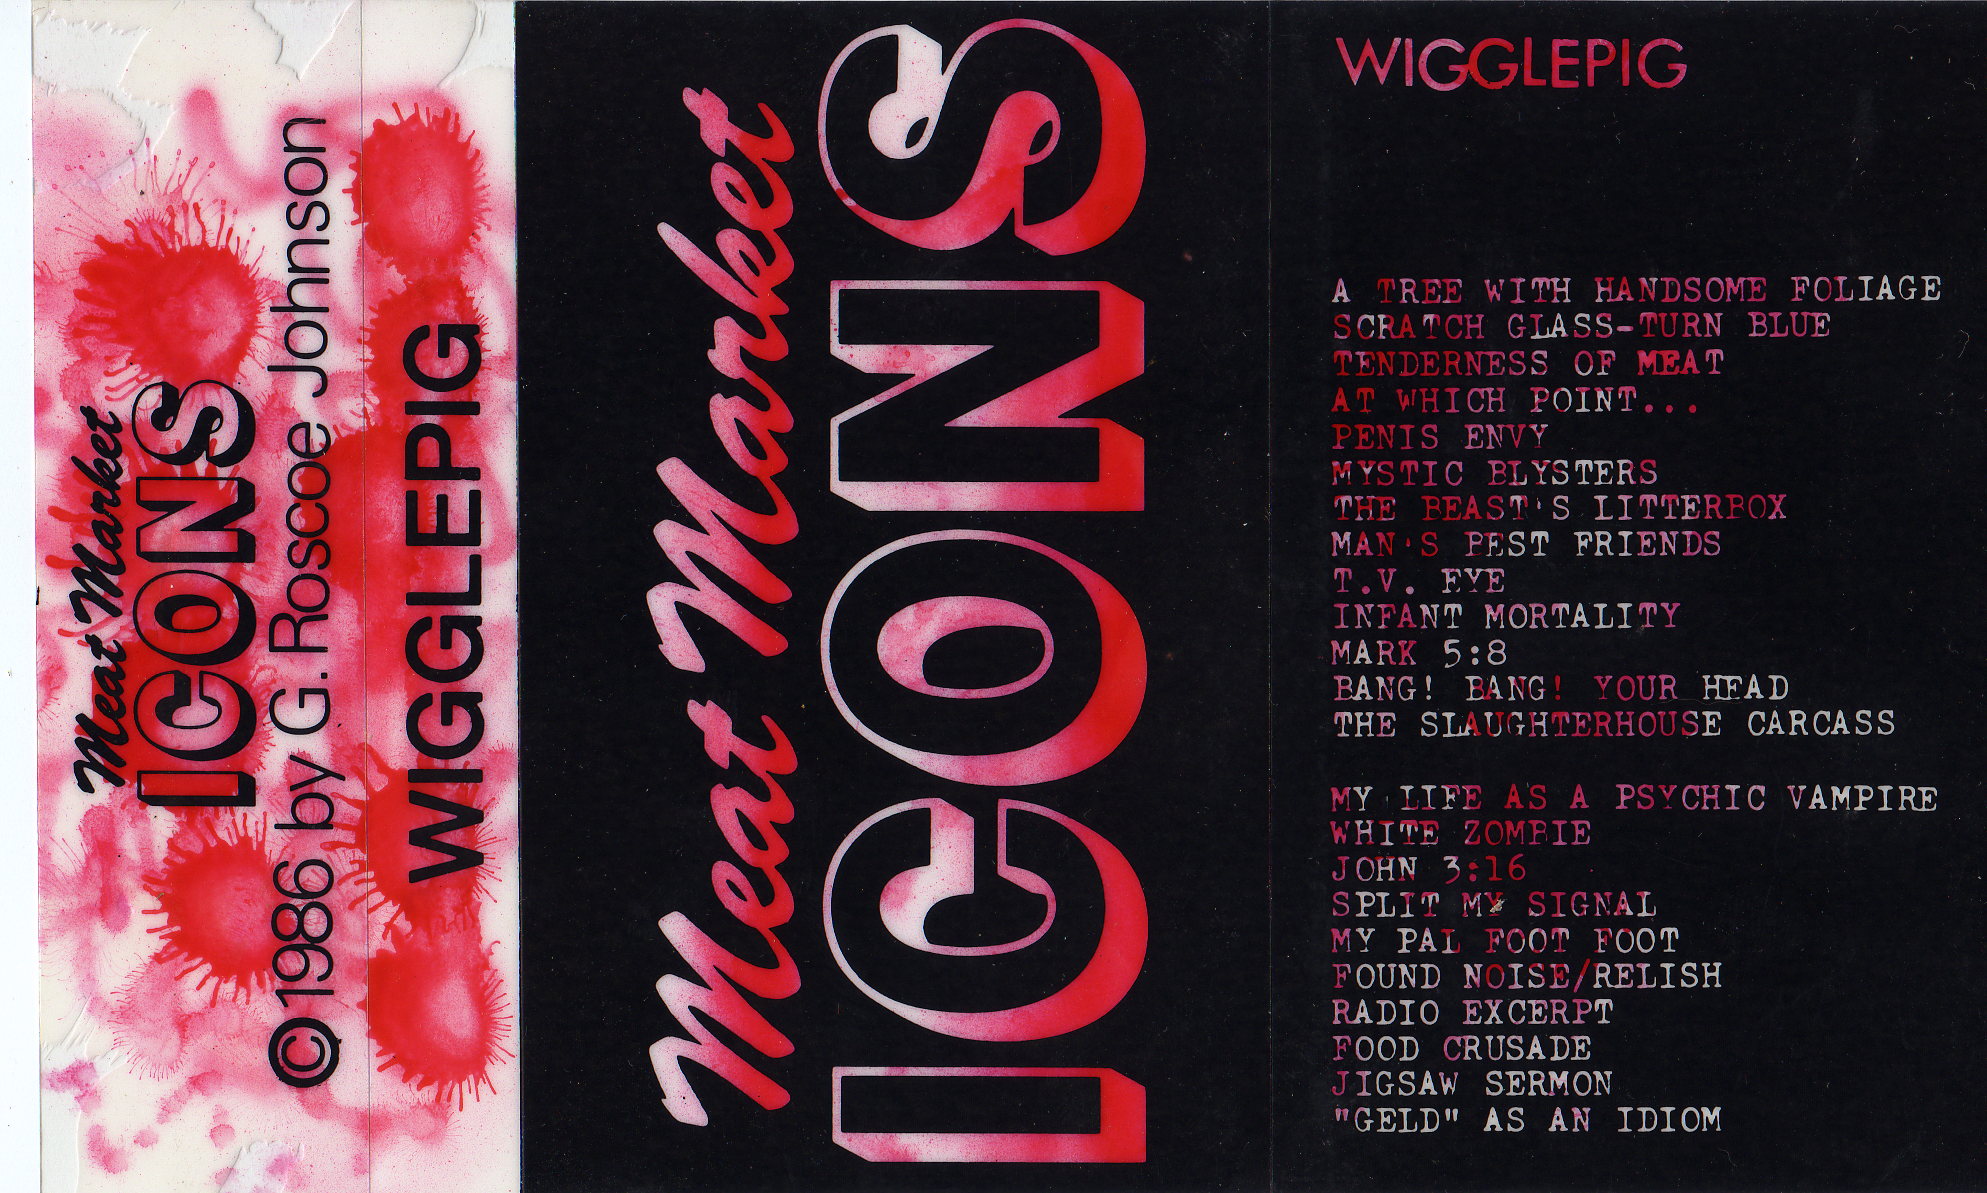 Meat Market
ICONS
©1986 by G.Roscoe Johnson
WIGGLEPIG
Meat Market
ICONS
WIGGLEPIG
A TREE WITH HANDSOME FOLIAGE
SCRATCH GLASS-TURN BLUE
TENDERNESS OF MEAT
AT WHICH POINT...
PENIS ENVY
MYSTIC BLYSTERS
THE BEAST'S LITTERBOX
MAN'S BEST FRIENDS
T.V. EYE
INFANT MORTALITY
MARK 5:8
BANG! BANG! YOUR HEAD
THE SLAUGHTERHOUSE CARCASS
MY LIFE AS A PSYCHIC VAMPIRE
WHITE ZOMBIE
JOHN 3:16
SPLIT MY SIGNAL
MY PAL FOOT FOOT
FOUND NOISE/RELISH
RADIO EXCERPT
FOOD CRUSADE
JIGSAW SERMON
"GELD" AS AN IDIOM